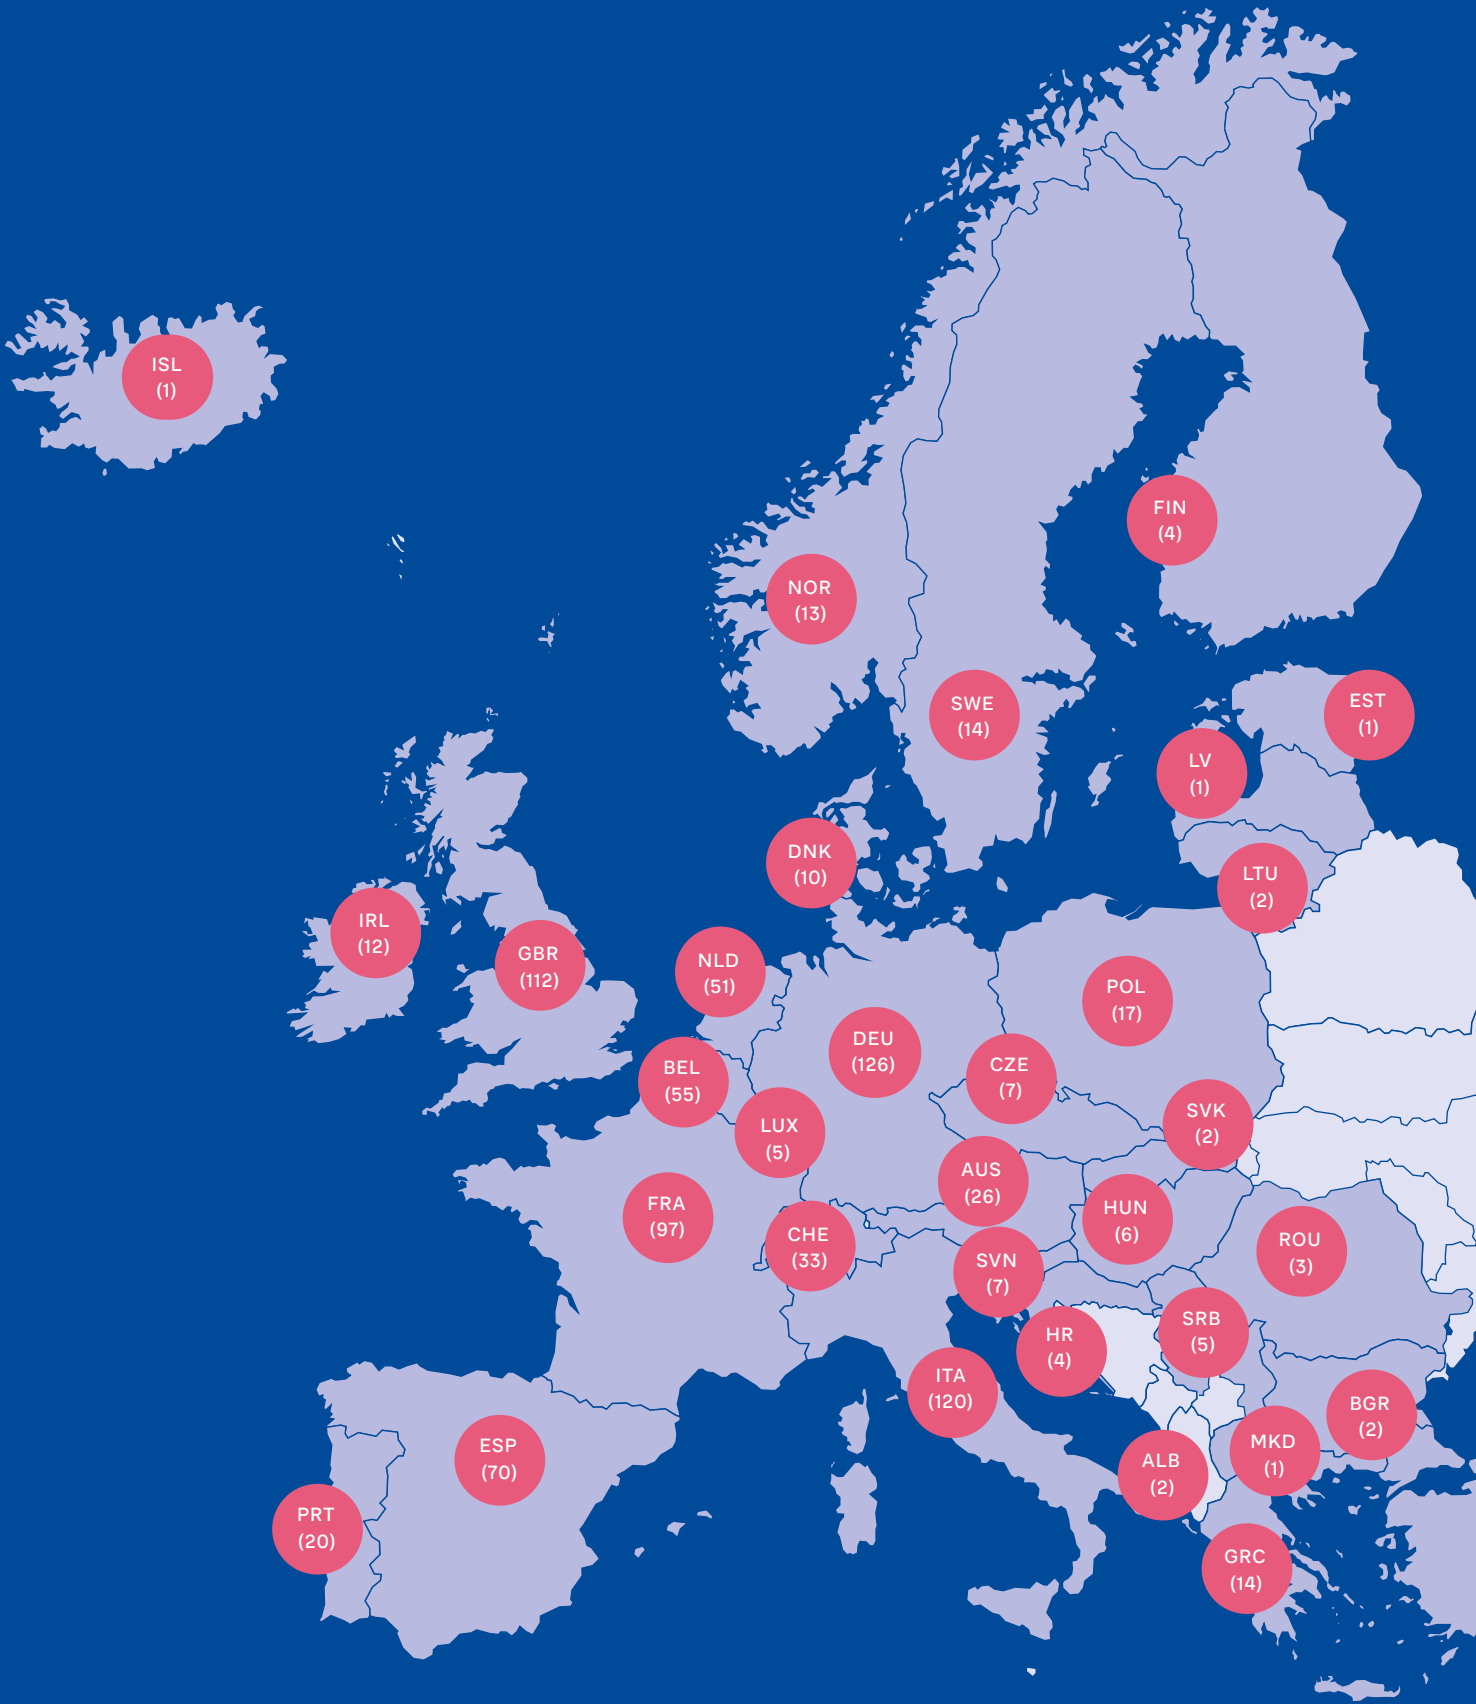 ISL
(1)
FIN
(4)
NOR
(13)
SWE
(14)
EST
(1)
LV
(1)
DNK
(10)
LTU
(2)
IRL
(12)
GBR
(112)
NLD
(51)
POL
(17)
DEU
(126)
BEL
(55)
CZE
(7)
SVK
(2)
LUX
(5)
AUS
(26)
FRA
(97)
HUN
(6)
CHE
(33)
ROU
(3)
SVN
(7)
SRB
(5)
HR
(4)
ITA
(120)
BGR
(2)
ESP
(70)
MKD
(1)
ALB
(2)
PRT
(20)
GRC
(14)